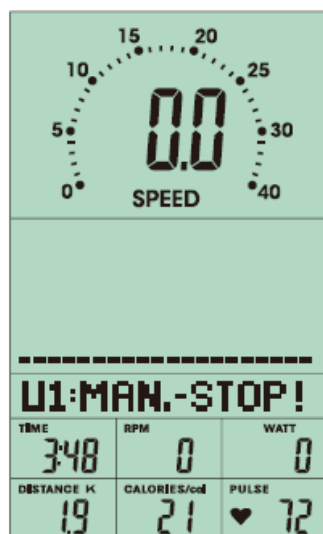 15 20
10 25
5 30
0.0
0 40
SPEED
U1:MAN.-STOP!
TIME RPM WATT
3:48 0 0
DISTANCE K CALORIES/cal PULSE
1.9 21 72